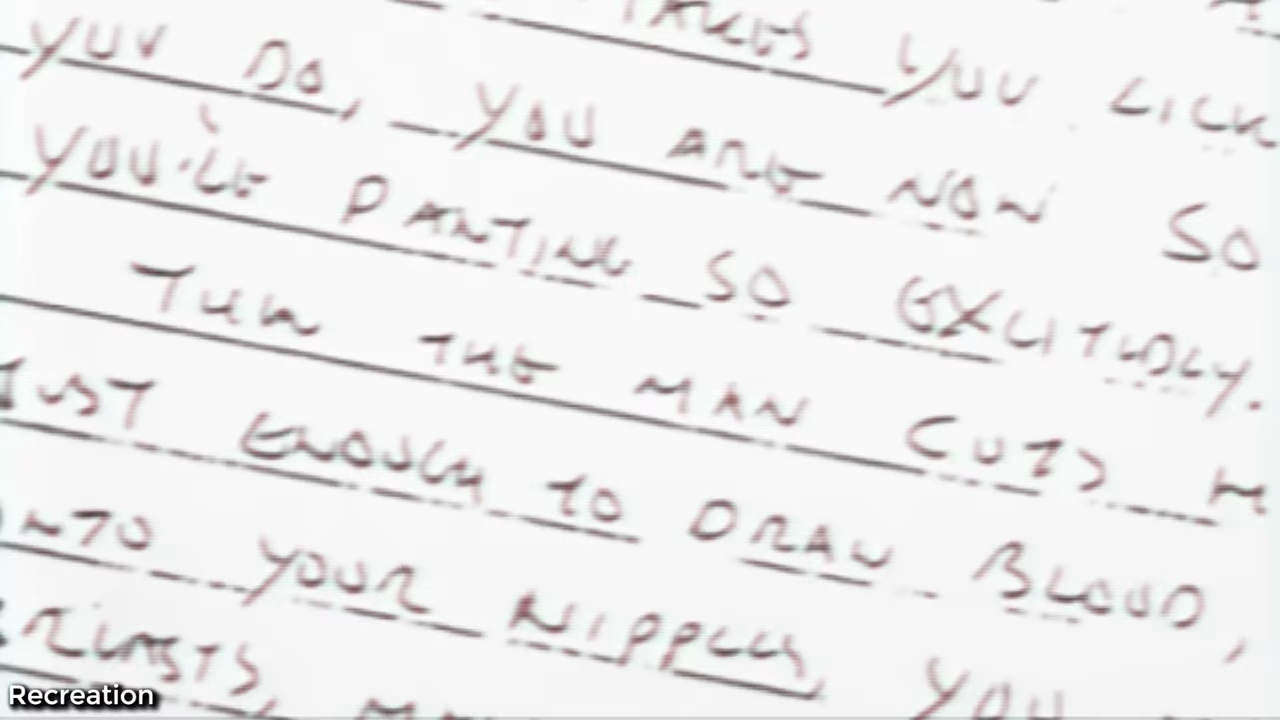 TAKES YOU LICK
YOU DO, YOU ARE NOW SO
YOU'RE PANTING SO EXCITEDLY.
THEN THE MAN CUTS M
JUST ENOUGH TO DRAW BLOOD,
ONTO YOUR NIPPLES, YOU
BREASTS,
Recreation